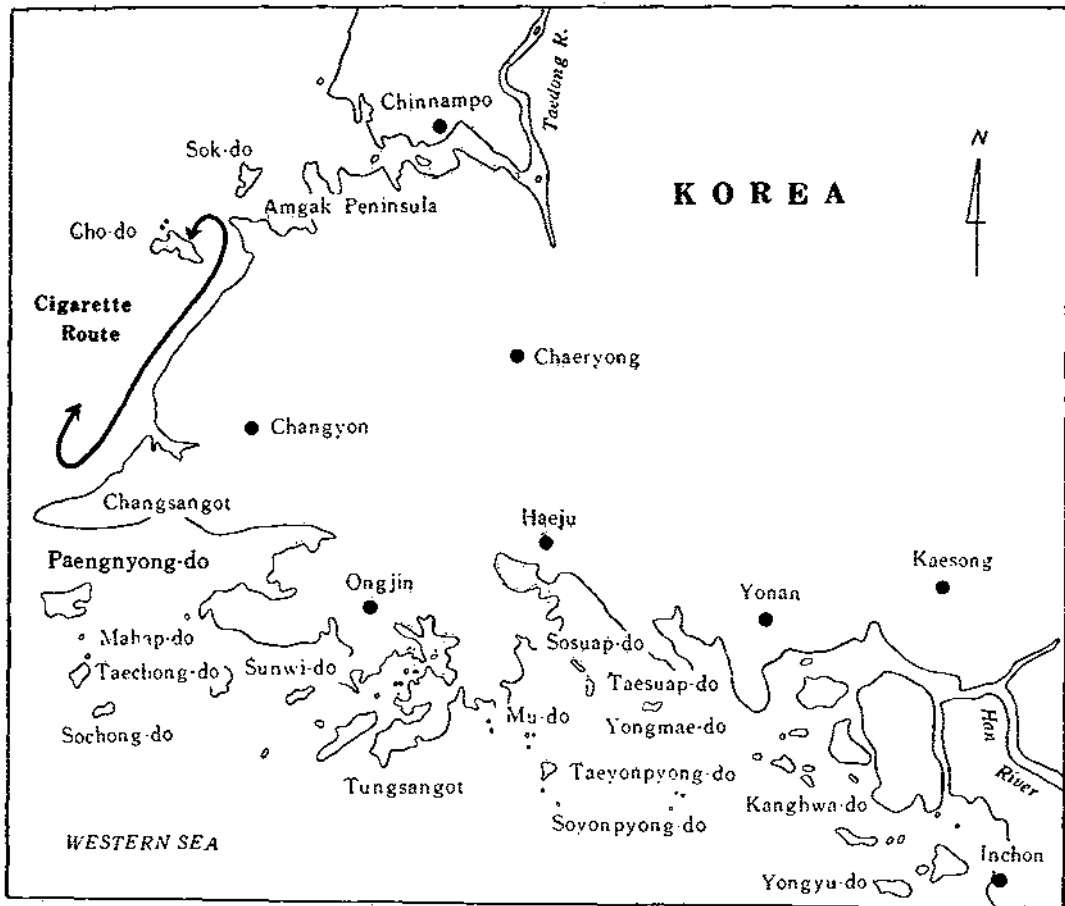 Taedong R.
Chinnampo
N
Sok-do
KOREA
Amgak Peninsula
Cho-do
Cigarette
Route
Chaeryong
Changyon
Changsangot
Haeju
Paengnyong-do
Kaesong
Ongjin
Yonan
Mahap-do
Sosuap-do
Taechong-do
Sunwi-do
Taesuap-do
Mu-do
Yongmae-do
Sochong-do
Han
River
Taeyonpyong-do
Tungsangot
Kanghwa-do
Soyonpyong-do
WESTERN SEA
Inchon
Yongyu-do